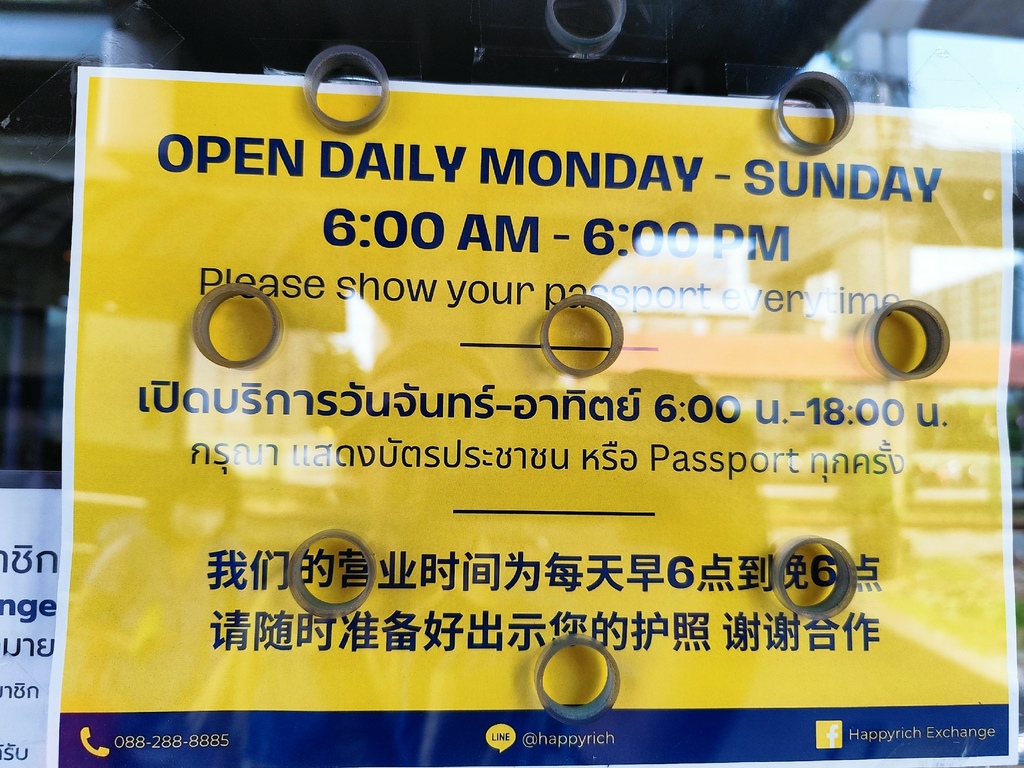 OPEN DAILY MONDAY - SUNDAY
6:00 AM - 6:00 PM
Please show your passport everytime
เปิดบริการวันจันทร์-อาทิตย์ 6:00 น.-18:00 น.
กรุณา แสดงบัตรประชาชน หรือ Passport ทุกครั้ง
我们的营业时间为每天早6点到晚6点
请随时准备好出示您的护照 谢谢合作
088-288-8885
LINE @happyrich
Happyrich Exchange